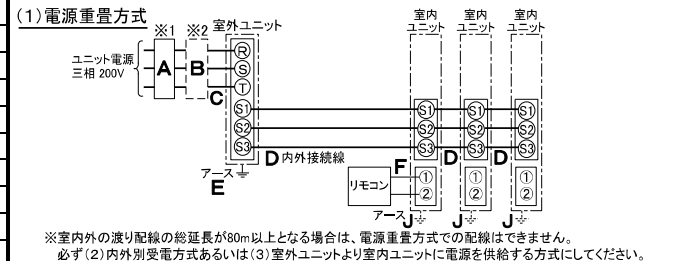 (1)電源重畳方式
※1 ※2 室外ユニット
室内ユニット 室内ユニット 室内ユニット
ユニット電源
三相 200V
A B C
R
S
T
S1 S1 S1 S1
S2 S2 S2 S2
S3 S3 S3 S3
D 内外接続線 F D D
アース
E
リモコン
① ① ①
② ② ②
アース J J J
※室内外の渡り配線の総延長が80m以上となる場合は、電源重畳方式での配線はできません。
必ず(2)内外別受電方式あるいは(3)室外ユニットより室内ユニットに電源を供給する方式にしてください。